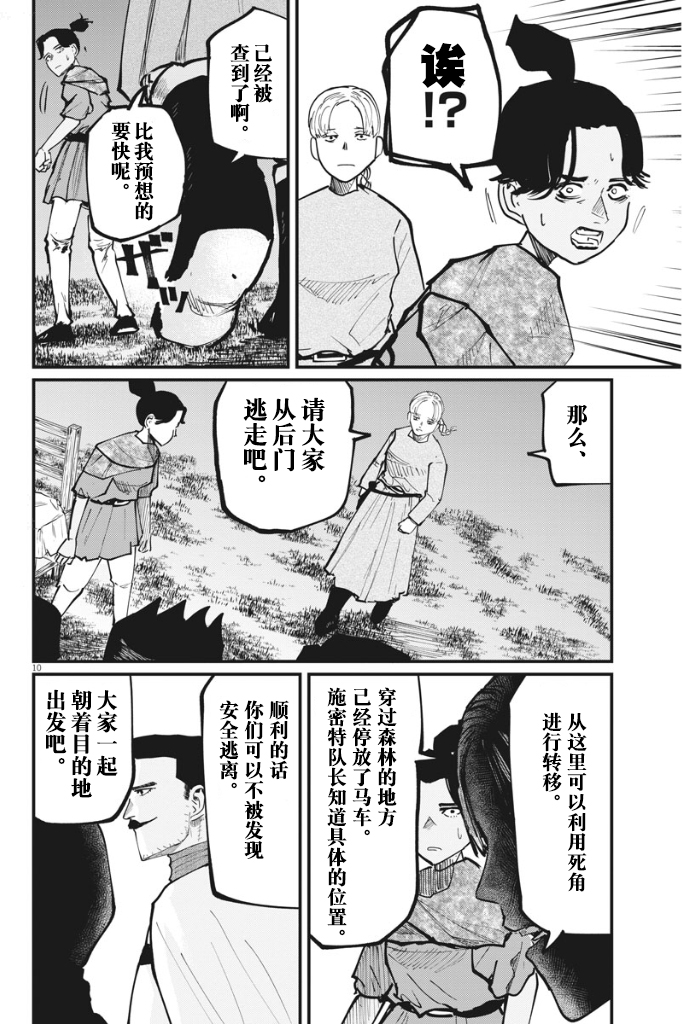 诶
!?
已经被
查到了啊。
比我预想的
要快呢。
ザッ
那么、
请大家
从后门
逃走吧。
10
从这里可以利用死角
进行转移。
穿过森林的地方
已经停放了马车。
施密特队长知道具体的位置。
顺利的话
你们可以不被发现
安全逃离。
大家一起
朝着目的地
出发吧。